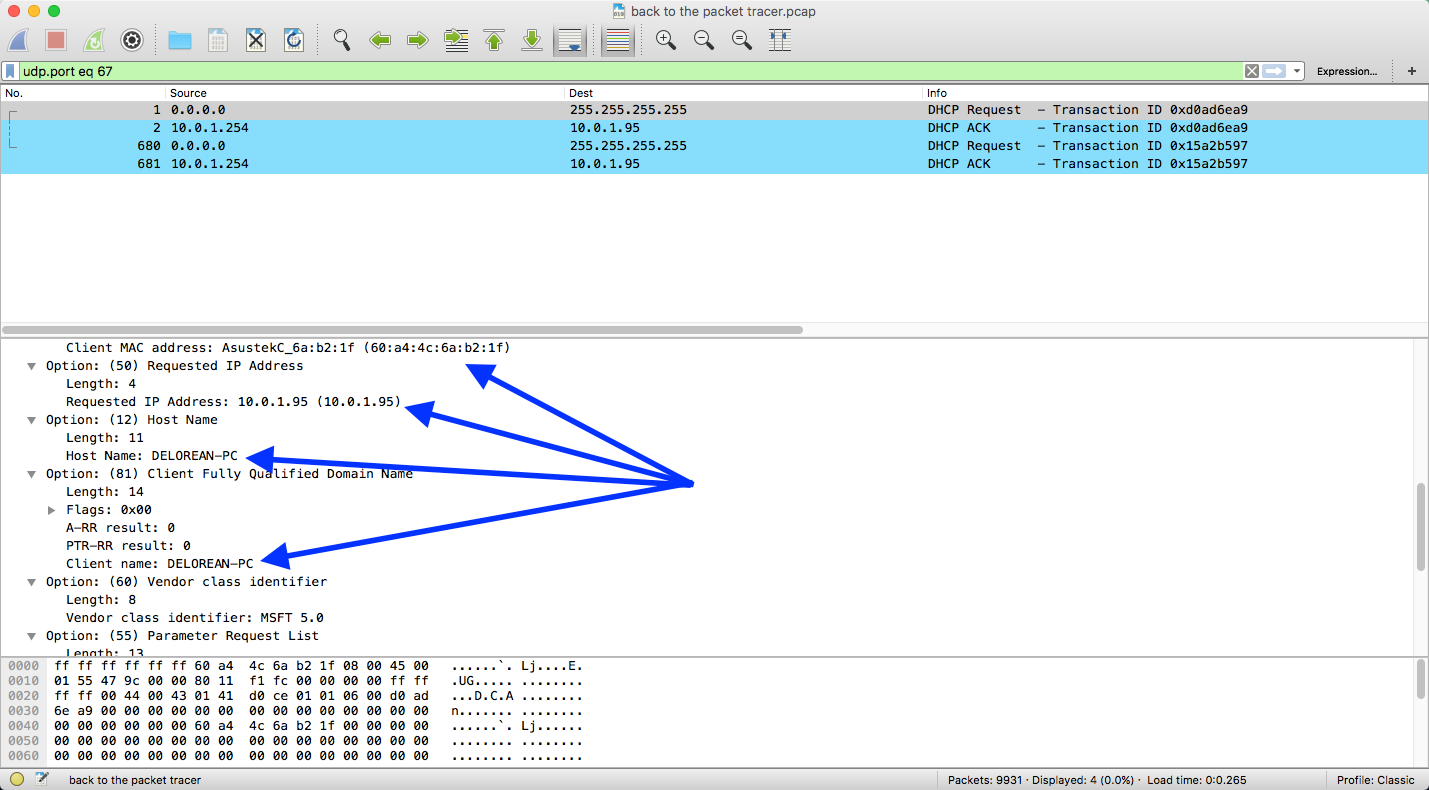 back to the packet tracer.pcap
udp.port eq 67 Expression... +
No. Source Dest Info
1 0.0.0.0 255.255.255.255 DHCP Request – Transaction ID 0xd0ad6ea9
2 10.0.1.254 10.0.1.95 DHCP ACK – Transaction ID 0xd0ad6ea9
680 0.0.0.0 255.255.255.255 DHCP Request – Transaction ID 0x15a2b597
681 10.0.1.254 10.0.1.95 DHCP ACK – Transaction ID 0x15a2b597
Client MAC address: AsustekC_6a:b2:1f (60:a4:4c:6a:b2:1f)
Option: (50) Requested IP Address
Length: 4
Requested IP Address: 10.0.1.95 (10.0.1.95)
Option: (12) Host Name
Length: 11
Host Name: DELOREAN-PC
Option: (81) Client Fully Qualified Domain Name
Length: 14
Flags: 0x00
A-RR result: 0
PTR-RR result: 0
Client name: DELOREAN-PC
Option: (60) Vendor class identifier
Length: 8
Vendor class identifier: MSFT 5.0
Option: (55) Parameter Request List
Length: 13
0000 ff ff ff ff ff ff 60 a4 4c 6a b2 1f 08 00 45 00 ......`. Lj....E.
0010 01 55 47 9c 00 00 80 11 f1 fc 00 00 00 00 ff ff .UG..... ........
0020 ff ff 00 44 00 43 01 41 d0 ce 01 01 06 00 d0 ad ...D.C.A ........
0030 6e a9 00 00 00 00 00 00 00 00 00 00 00 00 00 00 n....... ........
0040 00 00 00 00 00 00 60 a4 4c 6a b2 1f 00 00 00 00 ......`. Lj......
0050 00 00 00 00 00 00 00 00 00 00 00 00 00 00 00 00 ........ ........
0060 00 00 00 00 00 00 00 00 00 00 00 00 00 00 00 00 ........ ........
back to the packet tracer Packets: 9931 · Displayed: 4 (0.0%) · Load time: 0:0.265 Profile: Classic